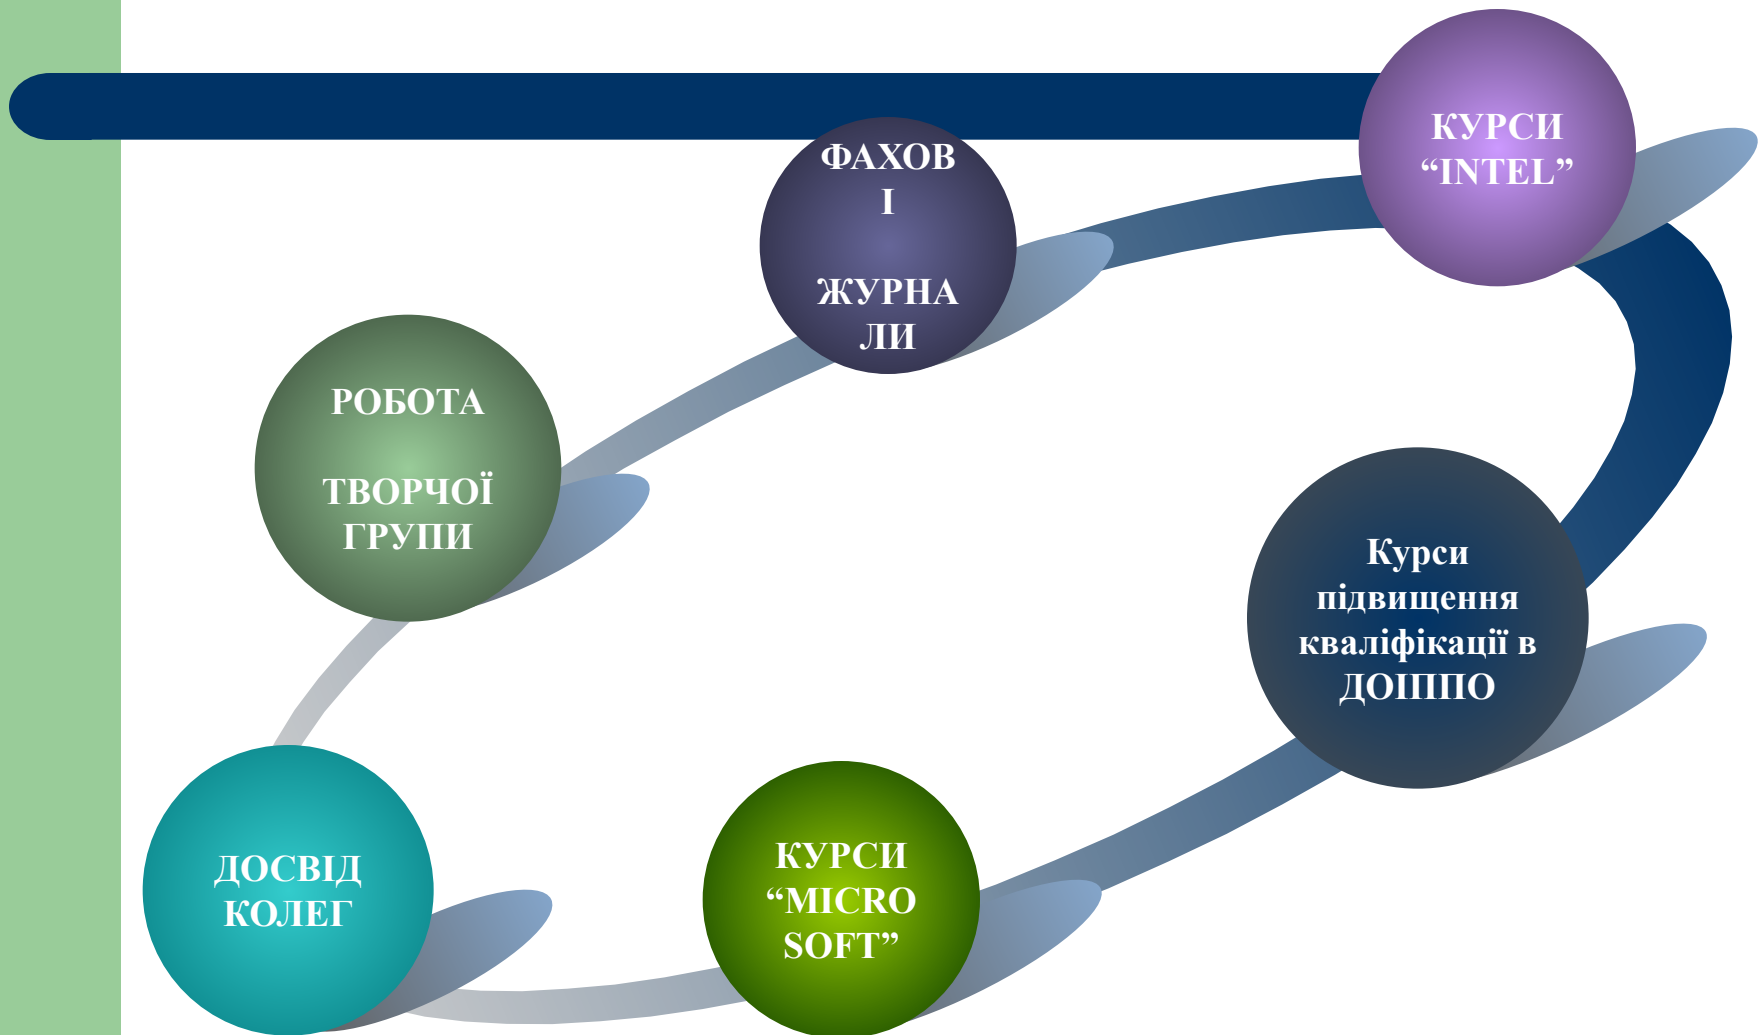 КУРСИ
“INTEL”
ФАХОВ
І
ЖУРНА
ЛИ
РОБОТА
ТВОРЧОЇ
ГРУПИ
Курси
підвищення
кваліфікації в
ДОІППО
ДОСВІД
КОЛЕГ
КУРСИ
“MICRO
SOFT”